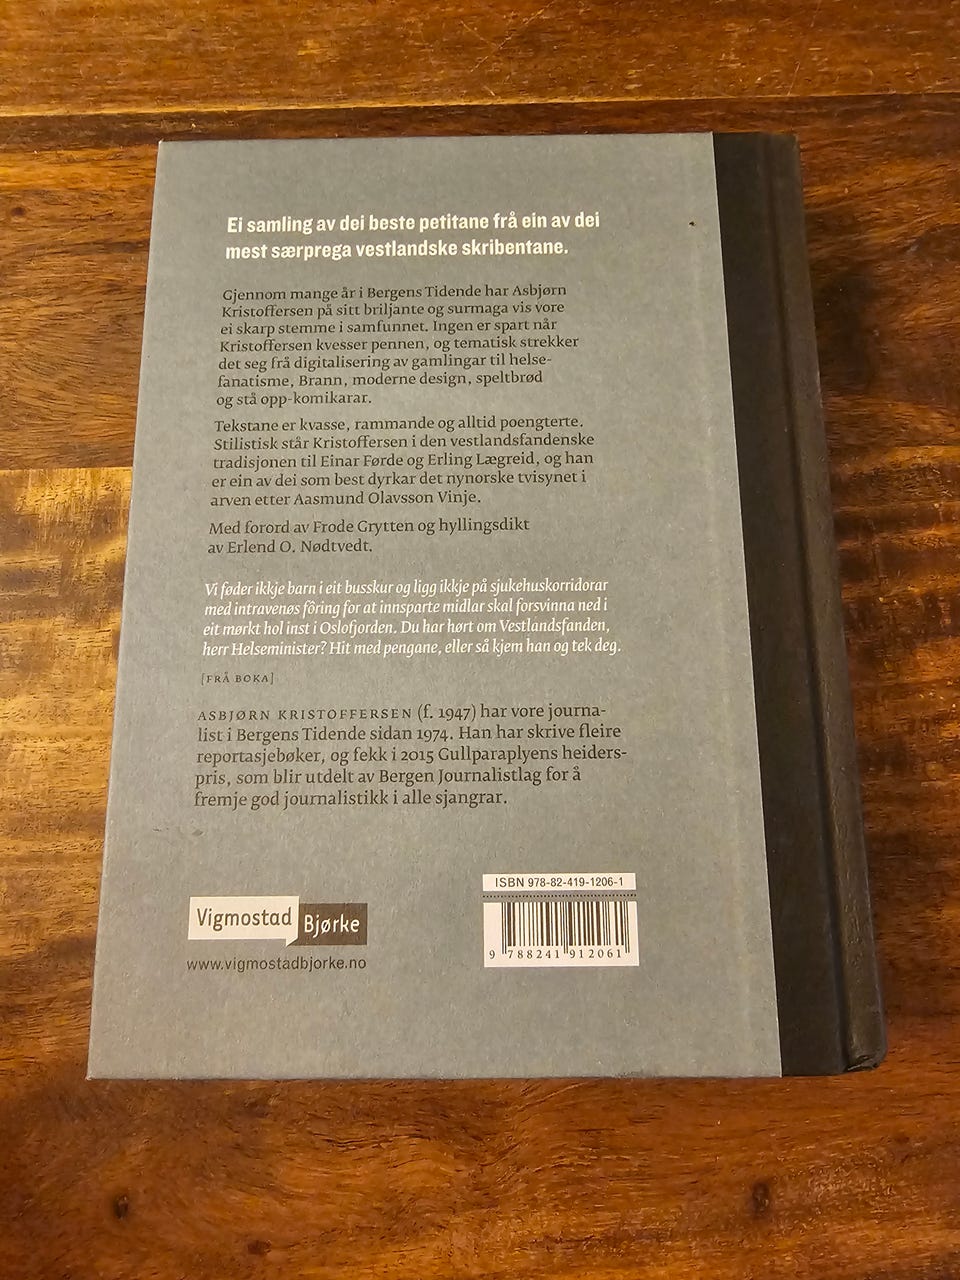 Ei samling av dei beste petitane frå ein av dei
mest særprega vestlandske skribentane.
Gjennom mange år i Bergens Tidende har Asbjørn
Kristoffersen på sitt briljante og surmaga vis vore
ei skarp stemme i samfunnet. Ingen er spart når
Kristoffersen kvesser pennen, og tematisk strekker
det seg frå digitalisering av gamlingar til helse-
fanatisme, Brann, moderne design, speltbrød
og stå opp-komikarar.
Tekstane er kvasse, rammande og alltid poengterte.
Stilistisk står Kristoffersen i den vestlandsfandenske
tradisjonen til Einar Førde og Erling Lægreid, og han
er ein av dei som best dyrkar det nynorske tvisynet i
arven etter Aasmund Olavsson Vinje.
Med forord av Frode Grytten og hyllingsdikt
av Erlend O. Nødtvedt.
Vi føder ikkje barn i eit busskur og ligg ikkje på sjukehuskorridorar
med intravenøs fôring for at innsparte midlar skal forsvinna ned i
eit mørkt hol inst i Oslofjorden. Du har hørt om Vestlandsfanden,
herr Helseminister? Hit med pengane, eller så kjem han og tek deg.
[FRÅ BOKA]
ASBJØRN KRISTOFFERSEN (f. 1947) har vore journa-
list i Bergens Tidende sidan 1974. Han har skrive fleire
reportasjebøker, og fekk i 2015 Gullparaplyens heiders-
pris, som blir utdelt av Bergen Journalistlag for å
fremje god journalistikk i alle sjangrar.
ISBN 978-82-419-1206-1
Vigmostad Bjørke
9 788241 912061
www.vigmostadbjorke.no